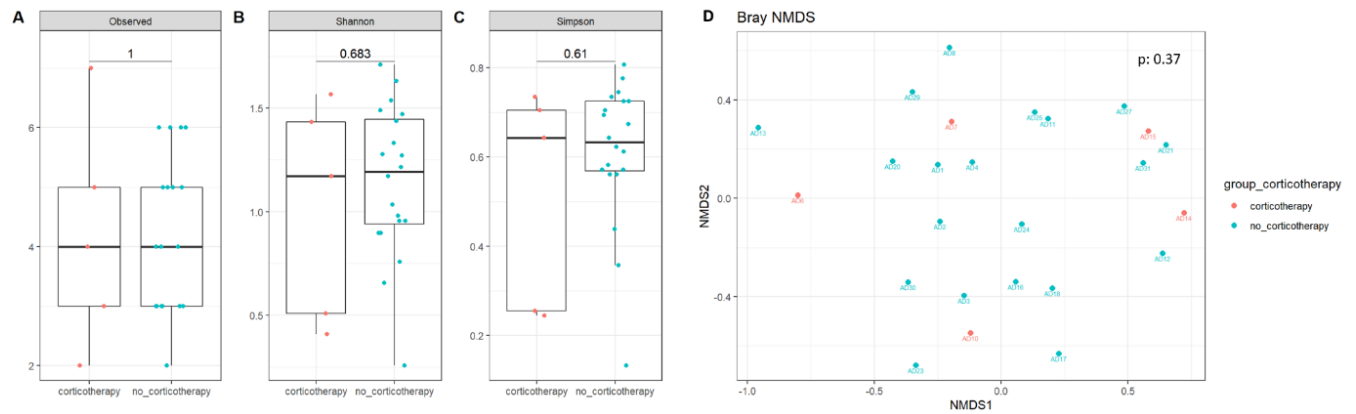 A
Observed
1
6
4
2
corticotherapy
no_corticotherapy
B
Shannon
0.683
1.5
1.0
0.5
corticotherapy
no_corticotherapy
C
Simpson
0.61
0.8
0.6
0.4
0.2
corticotherapy
no_corticotherapy
D
Bray NMDS
p: 0.37
NMDS2
0.4
0.0
-0.4
AD8
AD29
AD7
AD26
AD11
AD27
AD15
AD13
AD21
AD20
AD1
AD4
AD31
AD6
AD14
AD2
AD24
AD12
AD30
AD3
AD16
AD18
AD10
AD17
AD23
-1.0
-0.5
0.0
0.5
NMDS1
group_corticotherapy
corticotherapy
no_corticotherapy